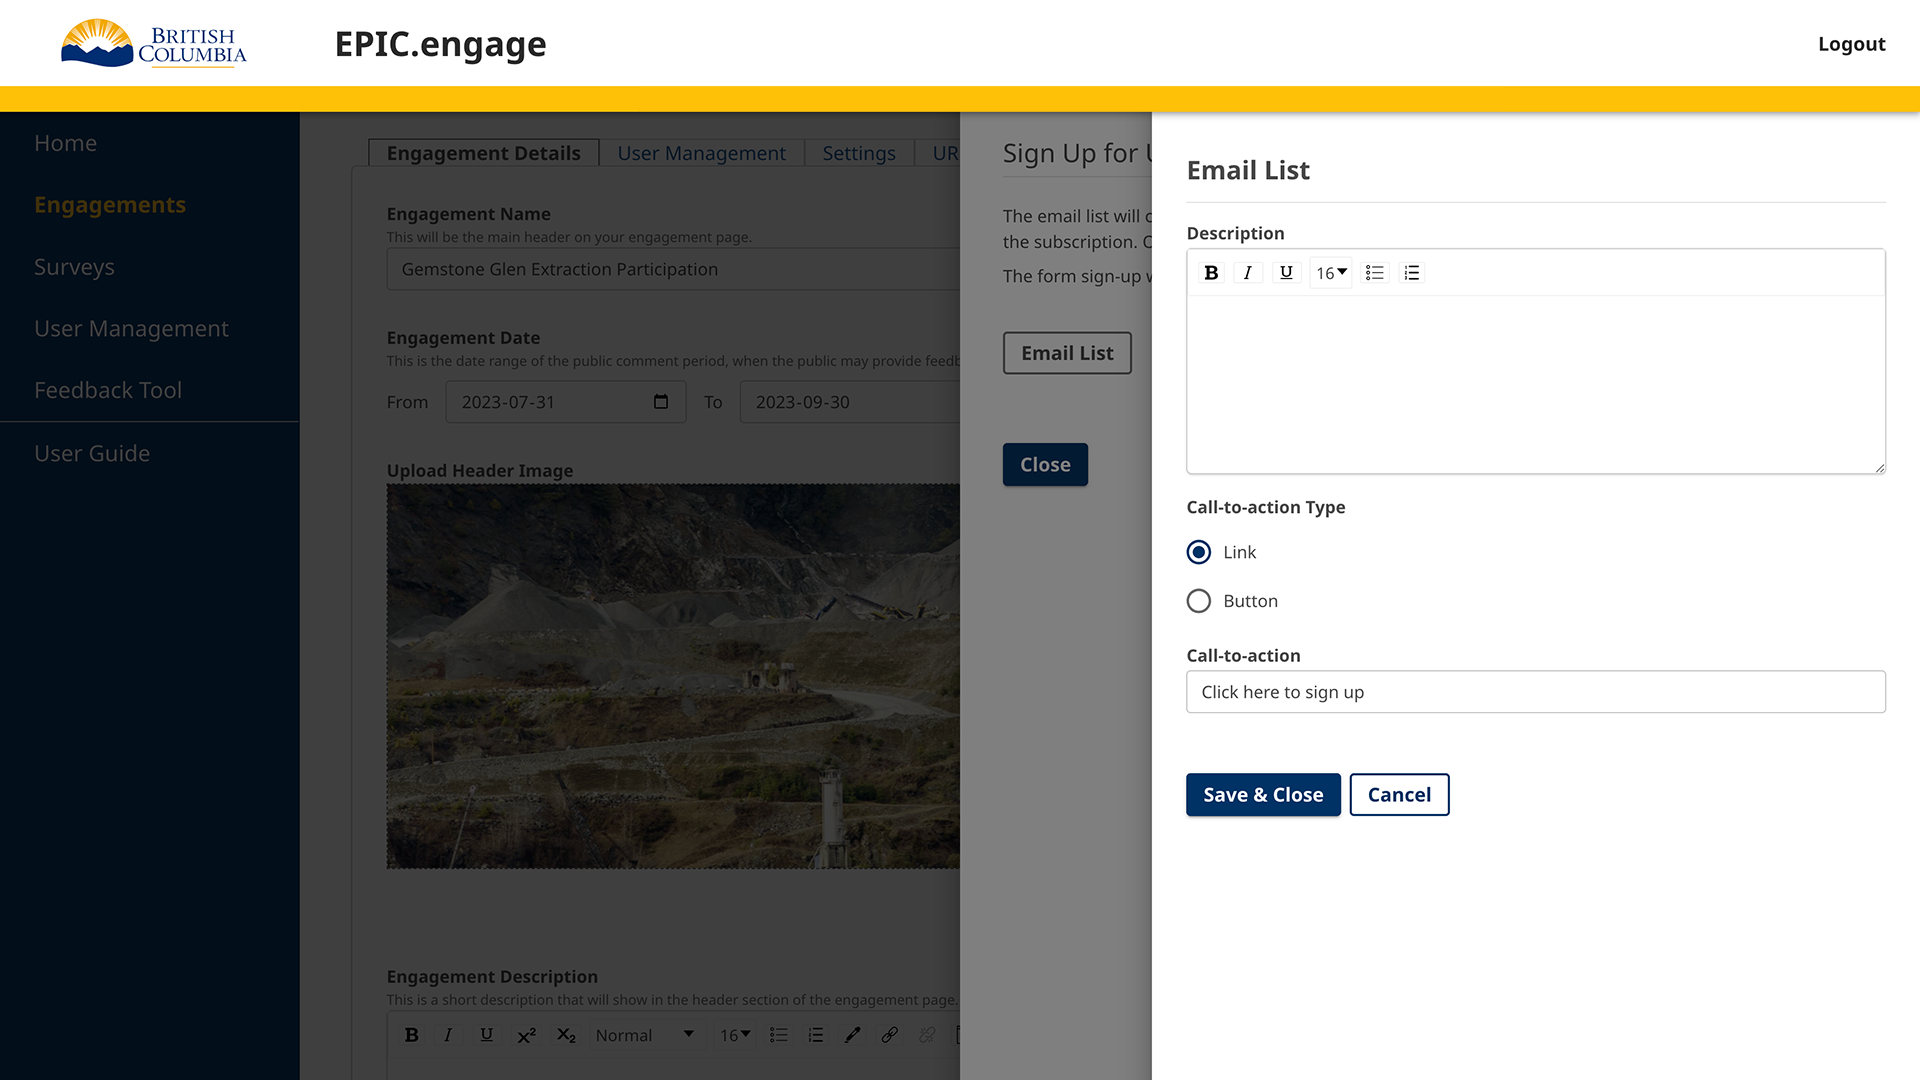 BRITISH
COLUMBIA
EPIC.engage
Logout
Home
Engagements
Surveys
User Management
Feedback Tool
User Guide
Engagement Details
User Management
Settings
UR
Engagement Name
This will be the main header on your engagement page.
Gemstone Glen Extraction Participation
Engagement Date
This is the date range of the public comment period, when the public may provide feedb
From
2023-07-31
To
2023-09-30
Upload Header Image
Engagement Description
This is a short description that will show in the header section of the engagement page.
B I U X² X₂ Normal 16
Sign Up for U
The email list will c
the subscription. C
The form sign-up w
Email List
Close
Email List
Description
B I U 16
Call-to-action Type
Link
Button
Call-to-action
Click here to sign up
Save & Close
Cancel